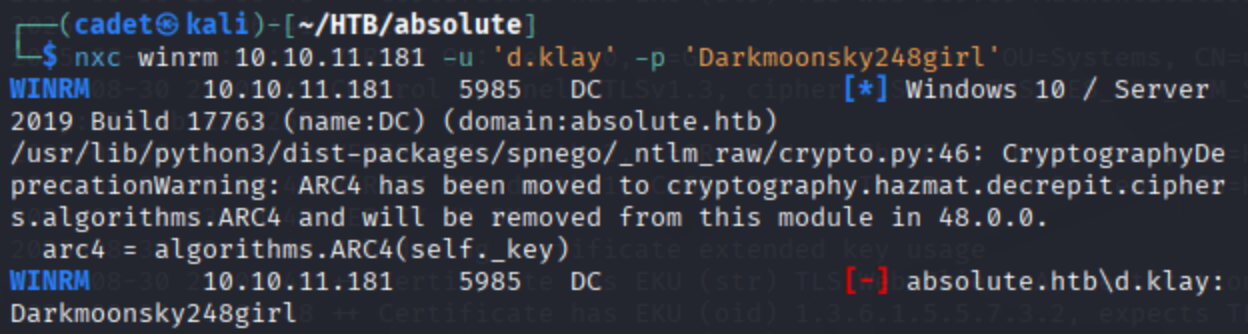 ┌──(cadet㉿kali)-[~/HTB/absolute]
└─$ nxc winrm 10.10.11.181 -u 'd.klay' -p 'Darkmoonsky248girl'
WINRM 10.10.11.181 5985 DC [*] Windows 10 / Server
2019 Build 17763 (name:DC) (domain:absolute.htb)
/usr/lib/python3/dist-packages/spnego/_ntlm_raw/crypto.py:46: CryptographyDe
precationWarning: ARC4 has been moved to cryptography.hazmat.decrepit.cipher
s.algorithms.ARC4 and will be removed from this module in 48.0.0.
  arc4 = algorithms.ARC4(self._key)
WINRM 10.10.11.181 5985 DC [-] absolute.htb\d.klay:
Darkmoonsky248girl